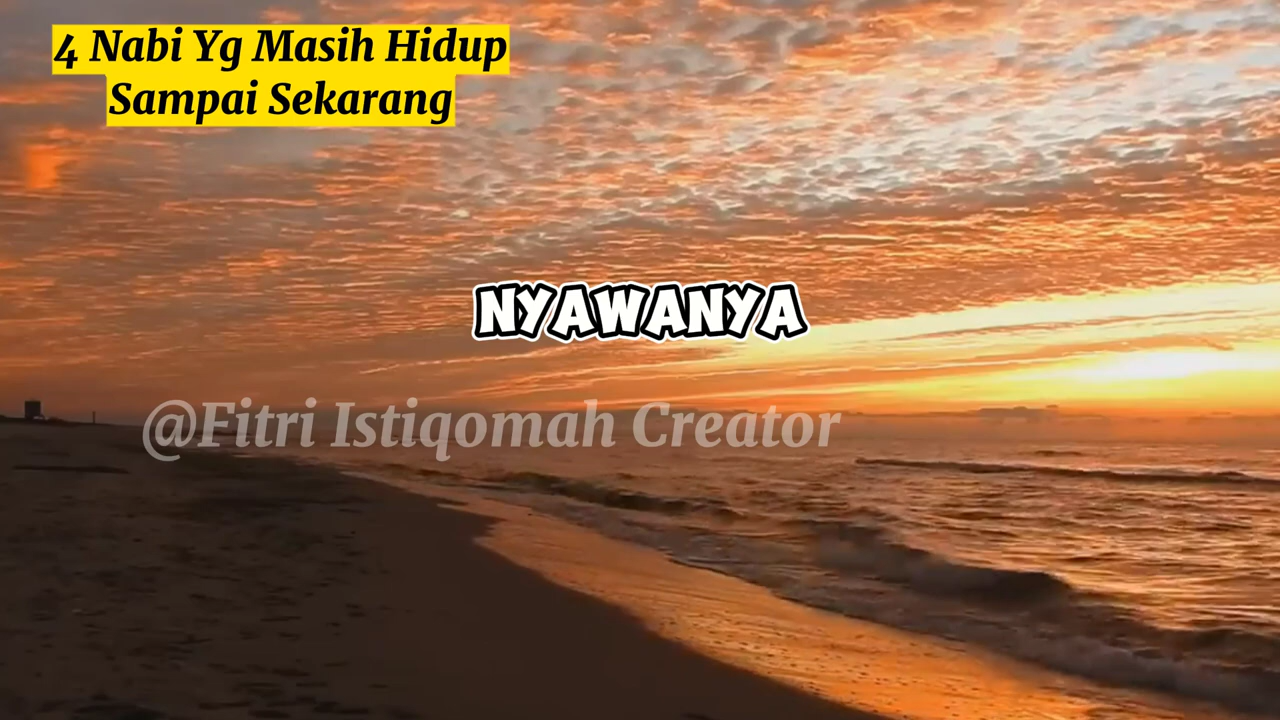 4 Nabi Yg Masih Hidup
Sampai Sekarang
NYAWANYA
@Fitri Istiqomah Creator